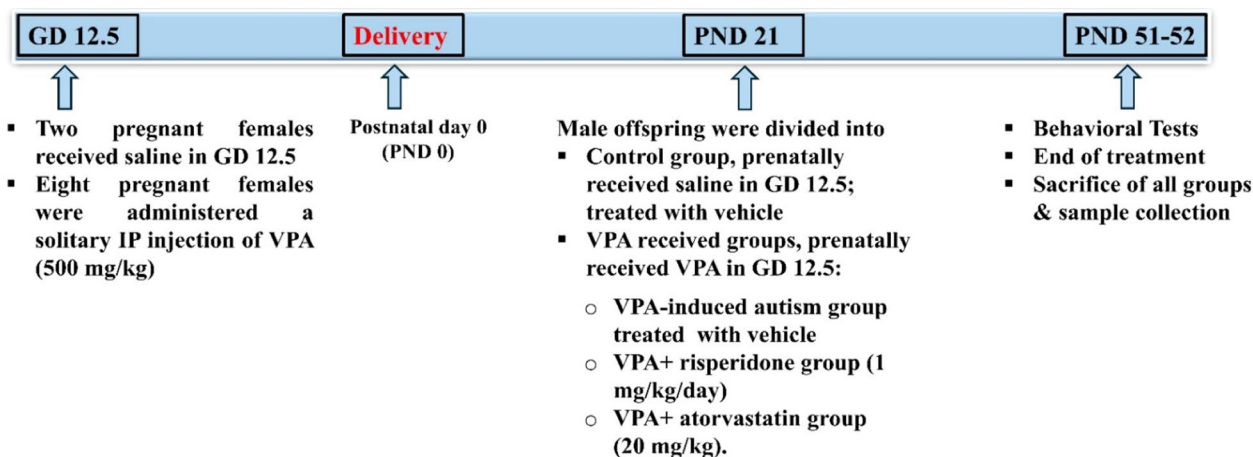 GD 12.5
Delivery
PND 21
PND 51-52
▪ Two pregnant females
received saline in GD 12.5
▪ Eight pregnant females
were administered a
solitary IP injection of VPA
(500 mg/kg)
Postnatal day 0
(PND 0)
Male offspring were divided into
▪ Control group, prenatally
received saline in GD 12.5;
treated with vehicle
▪ VPA received groups, prenatally
received VPA in GD 12.5:
○ VPA-induced autism group
treated with vehicle
○ VPA+ risperidone group (1
mg/kg/day)
○ VPA+ atorvastatin group
(20 mg/kg).
▪ Behavioral Tests
▪ End of treatment
▪ Sacrifice of all groups
& sample collection